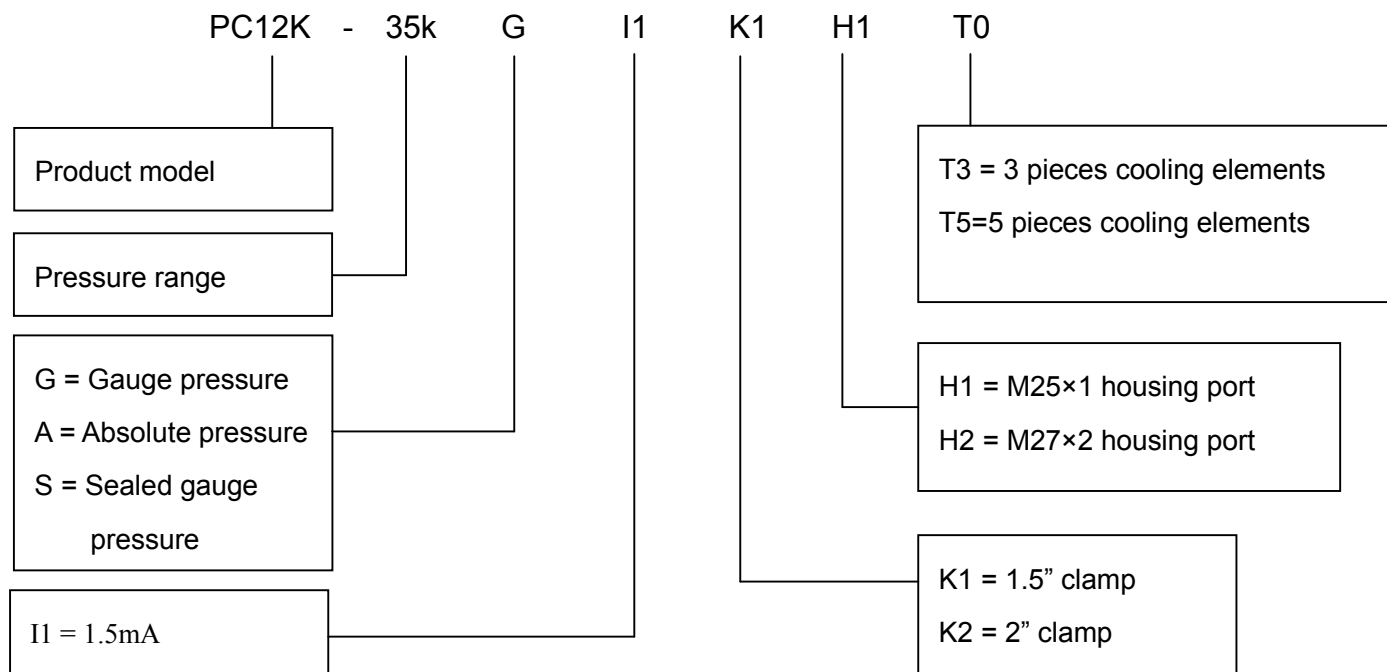 PC12K - 35k G I1 K1 H1 T0
Product model
Pressure range
G = Gauge pressure
A = Absolute pressure
S = Sealed gauge
pressure
I1 = 1.5mA
T3 = 3 pieces cooling elements
T5=5 pieces cooling elements
H1 = M25×1 housing port
H2 = M27×2 housing port
K1 = 1.5” clamp
K2 = 2” clamp